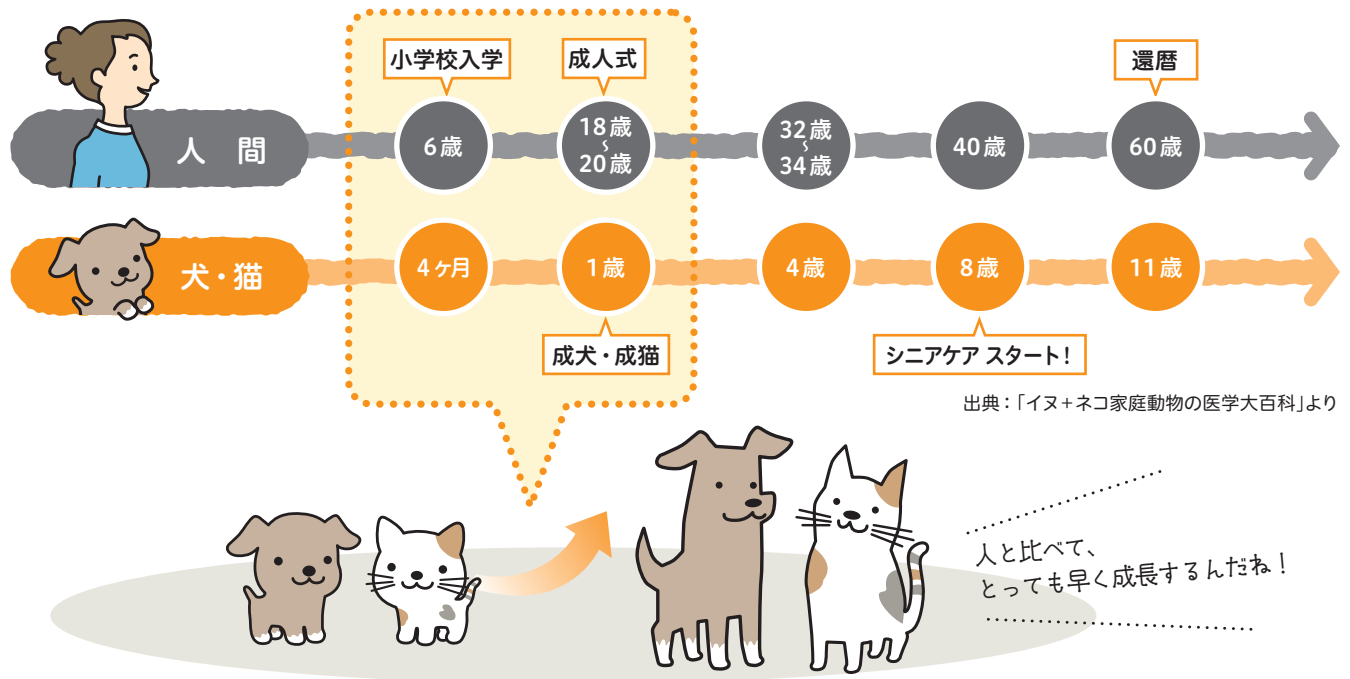 小学校入学
成人式
還暦
人間
6歳
18歳
〜
20歳
32歳
〜
34歳
40歳
60歳
犬・猫
4ヶ月
1歳
4歳
8歳
11歳
成犬・成猫
シニアケア スタート！
出典：「イヌ+ネコ家庭動物の医学大百科」より
人と比べて、
とっても早く成長するんだね！